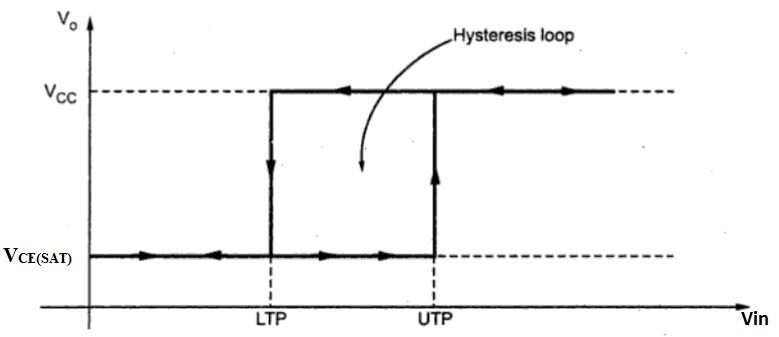 Vo
Hysteresis loop
VCC
VCE(SAT)
LTP
UTP
Vin